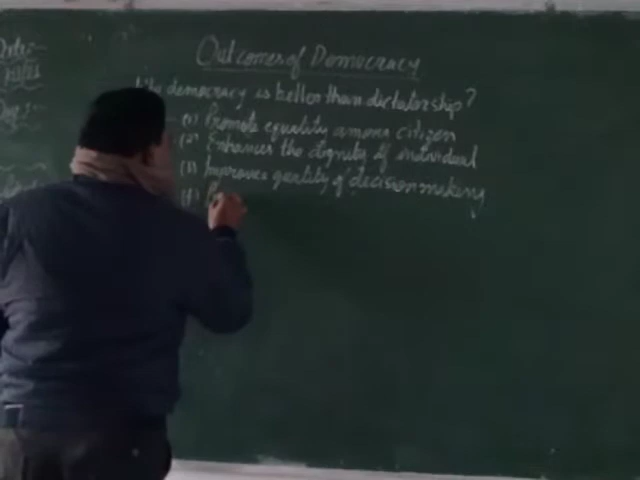 Outcomes of Democracy
democracy is better than dictatorship?
(1) Promote equality among citizen
(2) Enhances the dignity of individual
(3) Improves quality of decision making
(4)